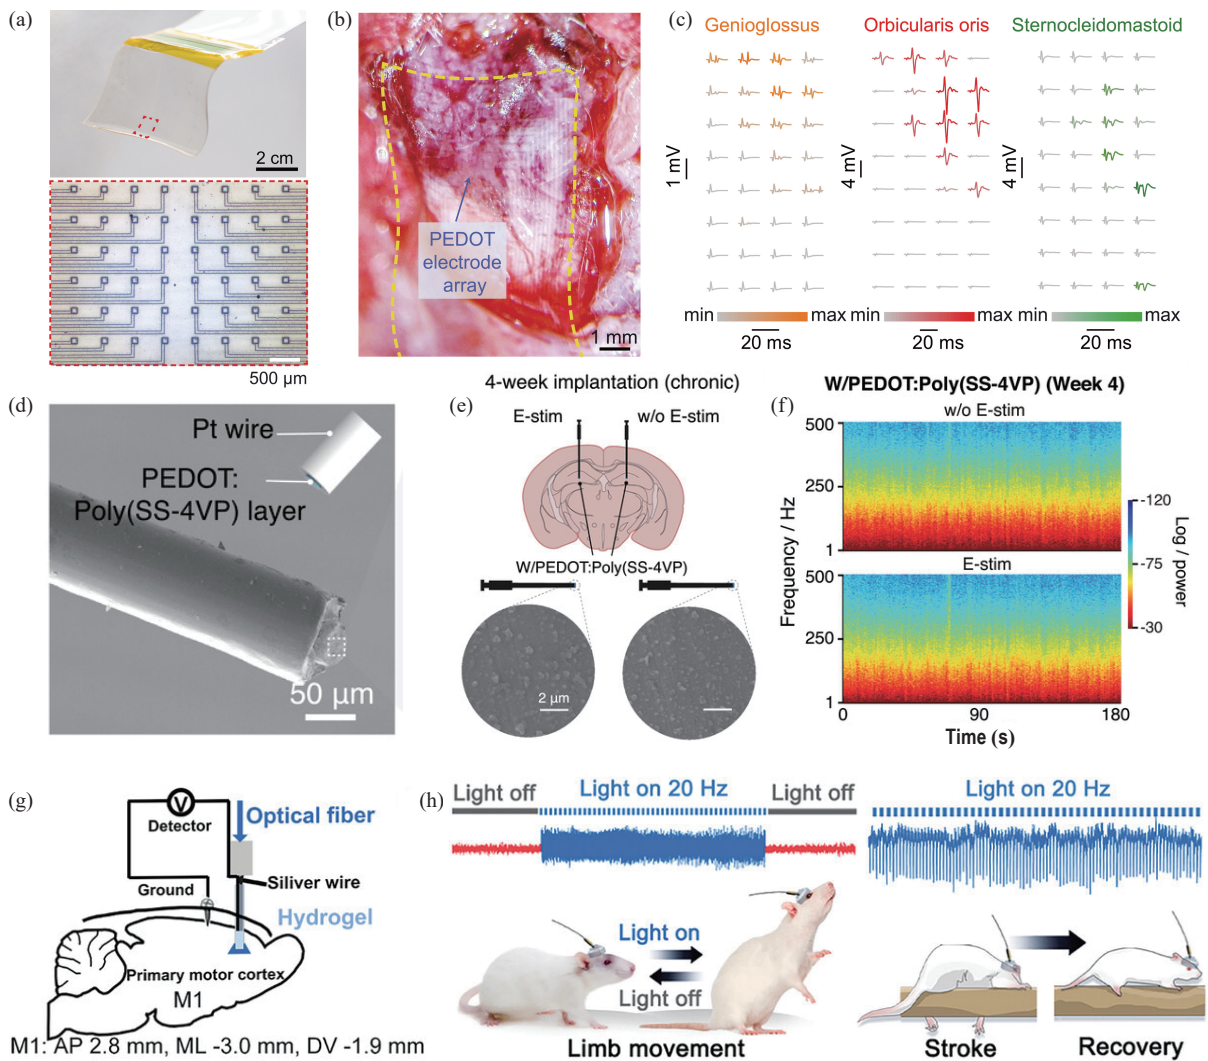 (a)
2 cm
500 μm
(b)
PEDOT
electrode
array
1 mm
(c)
Genioglossus
Orbicularis oris
Sternocleidomastoid
1 mV
4 mV
4 mV
min max
min max
min max
20 ms
20 ms
20 ms
(d)
Pt wire
PEDOT:
Poly(SS-4VP) layer
50 μm
(e)
4-week implantation (chronic)
E-stim
w/o E-stim
W/PEDOT:Poly(SS-4VP)
2 μm
(f)
W/PEDOT:Poly(SS-4VP) (Week 4)
w/o E-stim
500
250
1
E-stim
500
250
1
Frequency / Hz
0 90 180
Time (s)
-120
-75
-30
Log / power
(g)
V
Detector
Optical fiber
Ground
Siliver wire
Hydrogel
Primary motor cortex
M1
M1: AP 2.8 mm, ML -3.0 mm, DV -1.9 mm
(h)
Light off
Light on 20 Hz
Light off
Light on 20 Hz
Light on
Light off
Limb movement
Stroke
Recovery